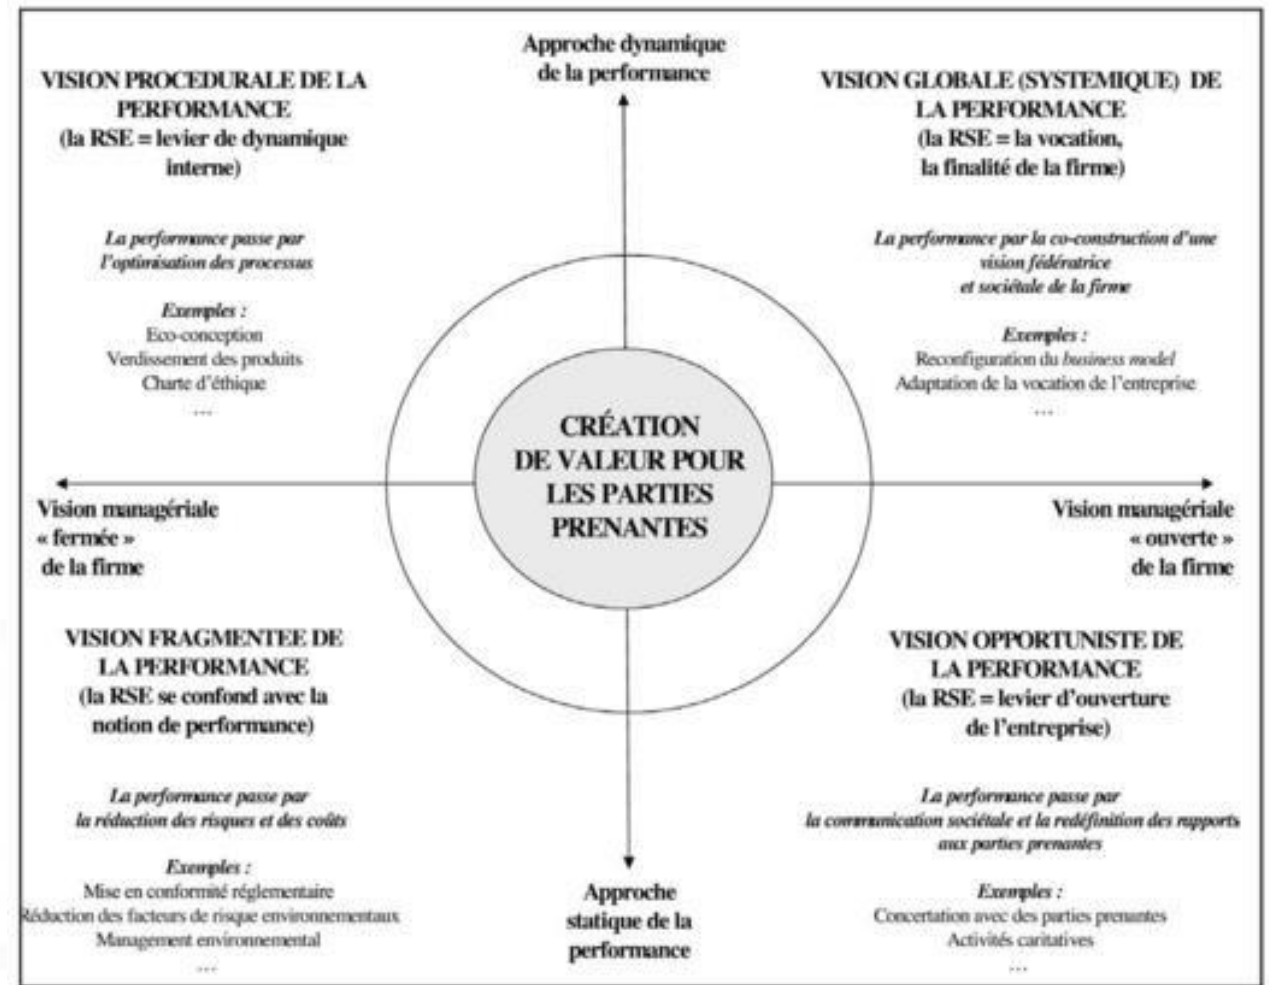 Approche dynamique
de la performance
VISION PROCEDURALE DE LA
PERFORMANCE
(la RSE = levier de dynamique
interne)
La performance passe par
l'optimisation des processus
Exemples :
Eco-conception
Verdissement des produits
Charte d'éthique
…
VISION GLOBALE (SYSTEMIQUE) DE
LA PERFORMANCE
(la RSE = la vocation,
la finalité de la firme)
La performance par la co-construction d'une
vision fédératrice
et sociétale de la firme
Exemples :
Reconfiguration du business model
Adaptation de la vocation de l'entreprise
…
CRÉATION
DE VALEUR POUR
LES PARTIES
PRENANTES
Vision managériale
« fermée »
de la firme
Vision managériale
« ouverte »
de la firme
VISION FRAGMENTEE DE
LA PERFORMANCE
(la RSE se confond avec la
notion de performance)
La performance passe par
la réduction des risques et des coûts
Exemples :
Mise en conformité réglementaire
Réduction des facteurs de risque environnementaux
Management environnemental
…
Approche
statique de la
performance
VISION OPPORTUNISTE DE
LA PERFORMANCE
(la RSE = levier d'ouverture
de l'entreprise)
La performance passe par
la communication sociétale et la redéfinition des rapports
aux parties prenantes
Exemples :
Concertation avec des parties prenantes
Activités caritatives
…